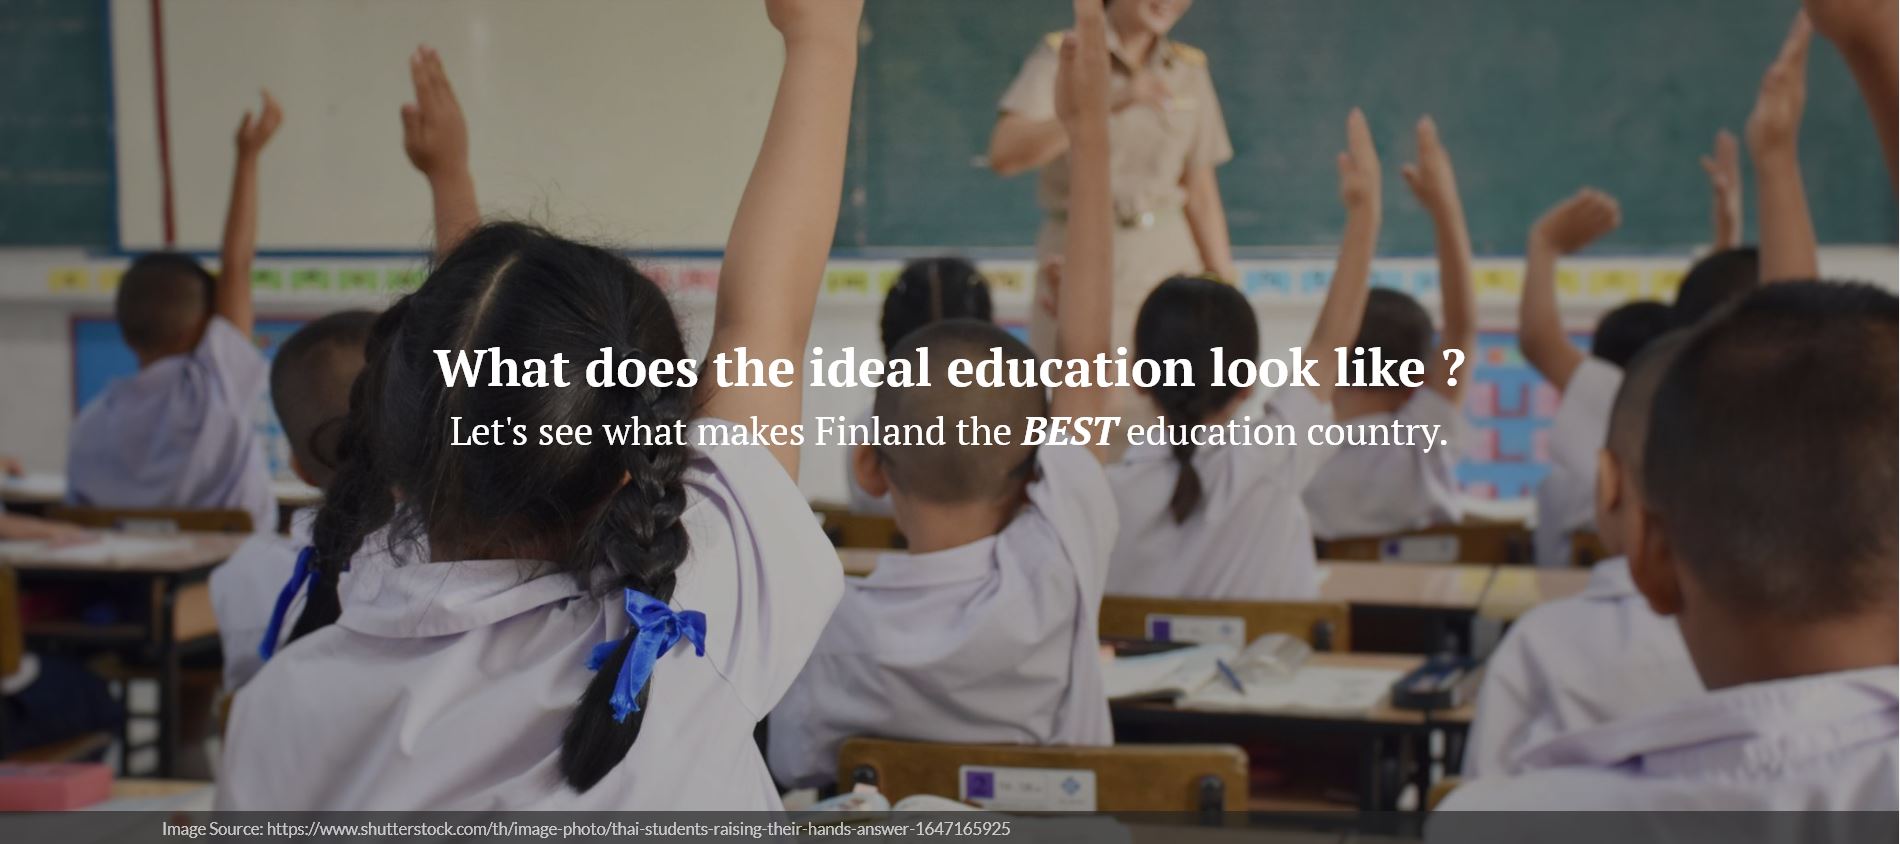 What does the ideal education look like ?
Let's see what makes Finland the BEST education country.
Image Source: https://www.shutterstock.com/th/image-photo/thai-students-raising-their-hands-answer-1647165925